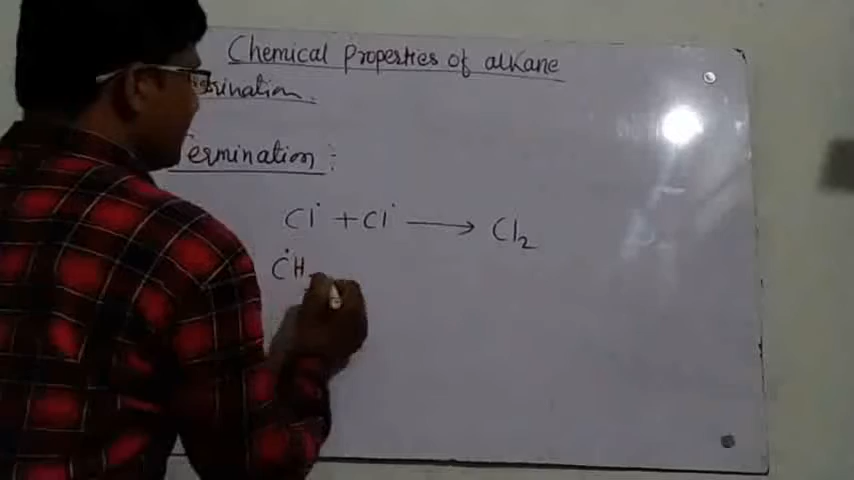 Chemical Properties of alkane
Termination :
Cl˙ + Cl˙ ⟶ Cl₂
ĊH